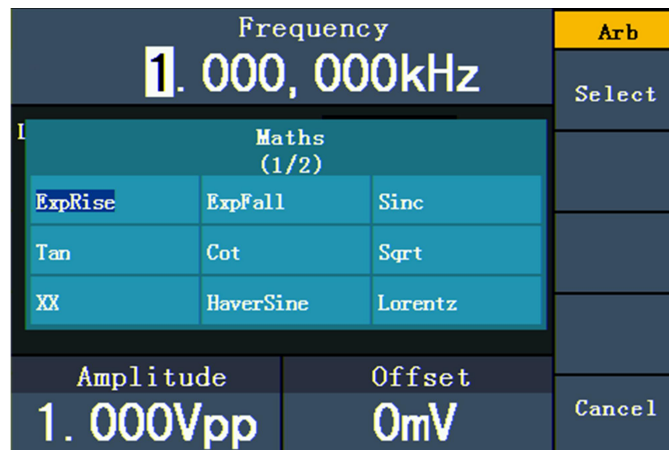 Frequency
1.000,000kHz
Arb
Select
L
Maths
(1/2)
ExpRise ExpFall Sinc
Tan Cot Sqrt
XX HaverSine Lorentz
Amplitude Offset
1.000Vpp 0mV
Cancel